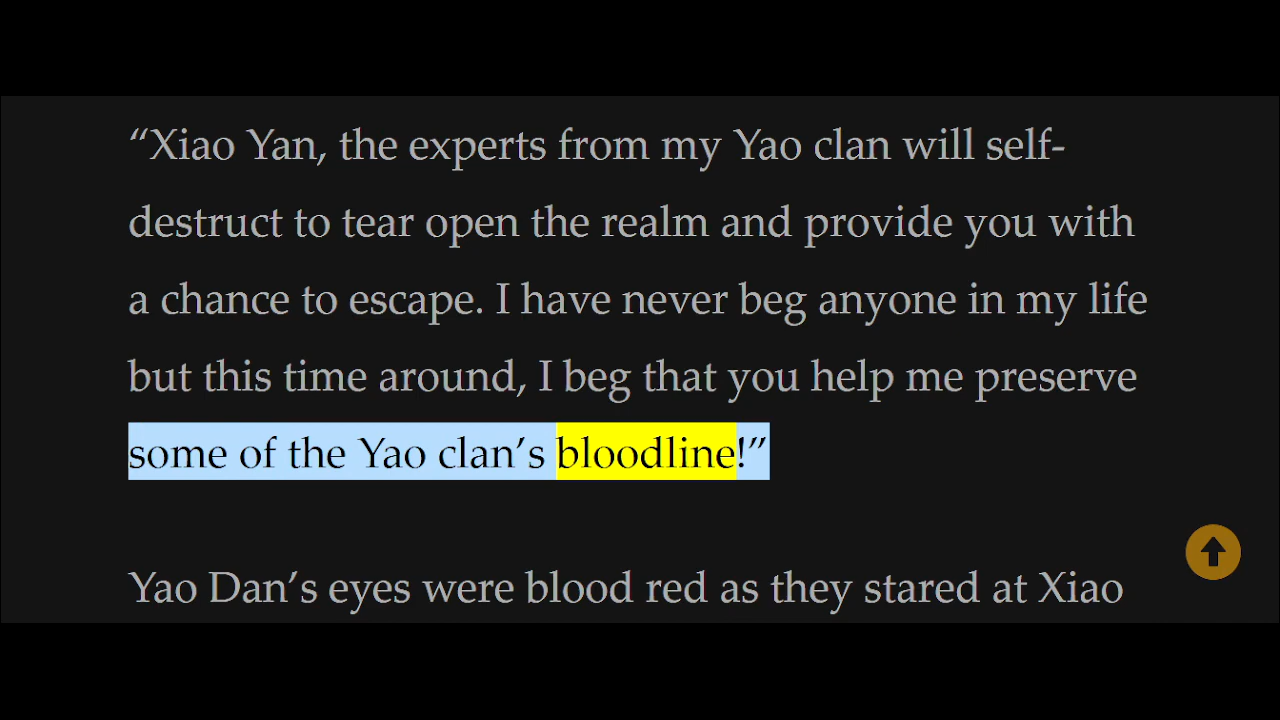 “Xiao Yan, the experts from my Yao clan will self-
destruct to tear open the realm and provide you with
a chance to escape. I have never beg anyone in my life
but this time around, I beg that you help me preserve
some of the Yao clan’s bloodline!”
Yao Dan’s eyes were blood red as they stared at Xiao